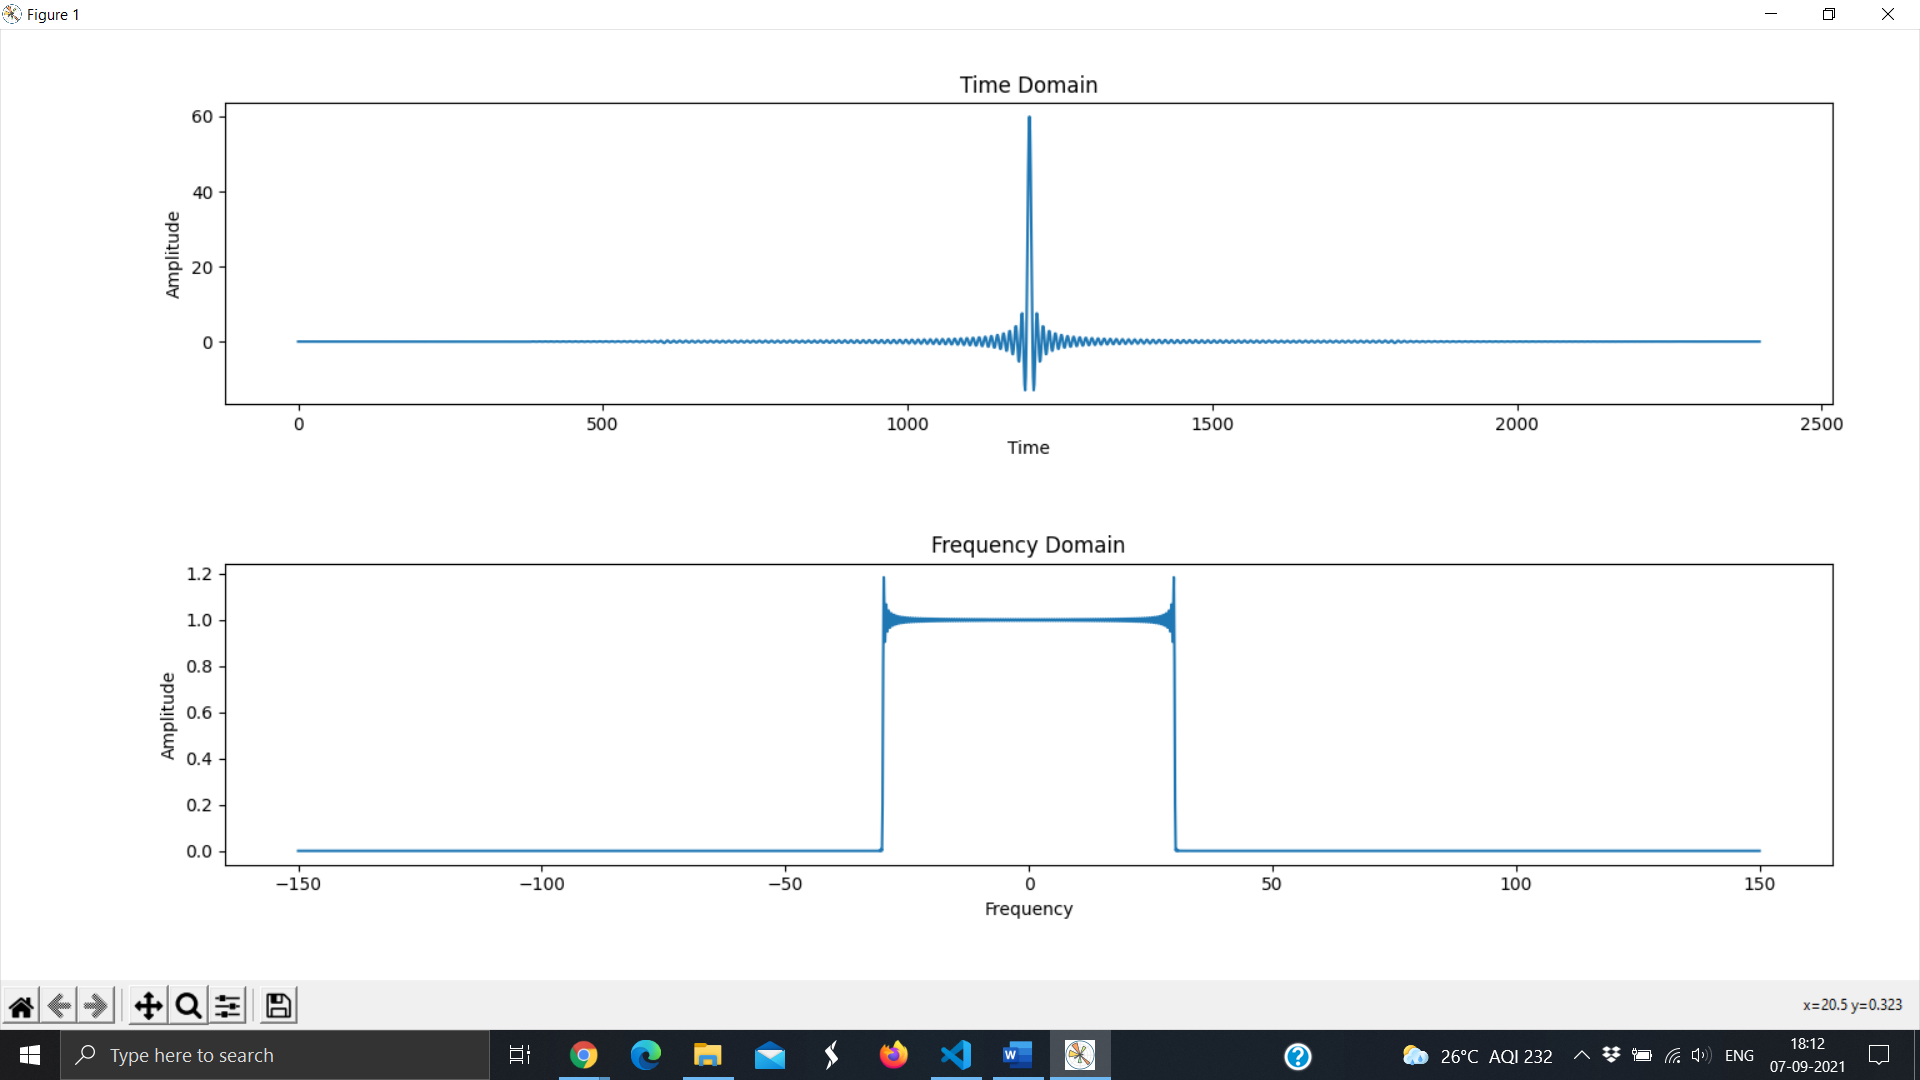 Figure 1
Time Domain
60
40
20
0
Amplitude
0 500 1000 1500 2000 2500
Time
Frequency Domain
1.2
1.0
0.8
0.6
0.4
0.2
0.0
Amplitude
−150 −100 −50 0 50 100 150
Frequency
x=20.5 y=0.323
Type here to search
26°C AQI 232
ENG
18:12
07-09-2021